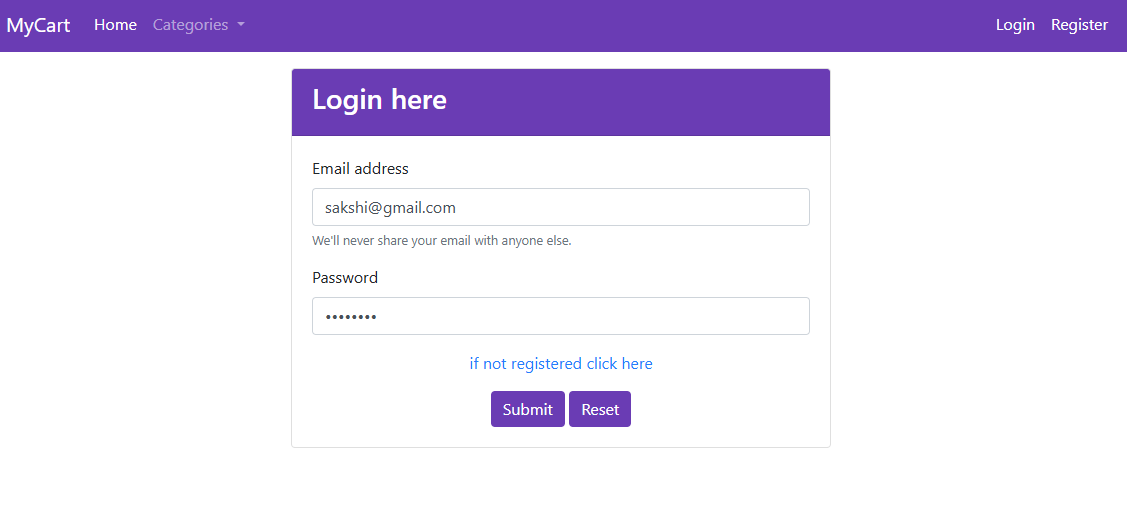 MyCart Home Categories Login Register
Login here
Email address
sakshi@gmail.com
We'll never share your email with anyone else.
Password
••••••••
if not registered click here
Submit Reset